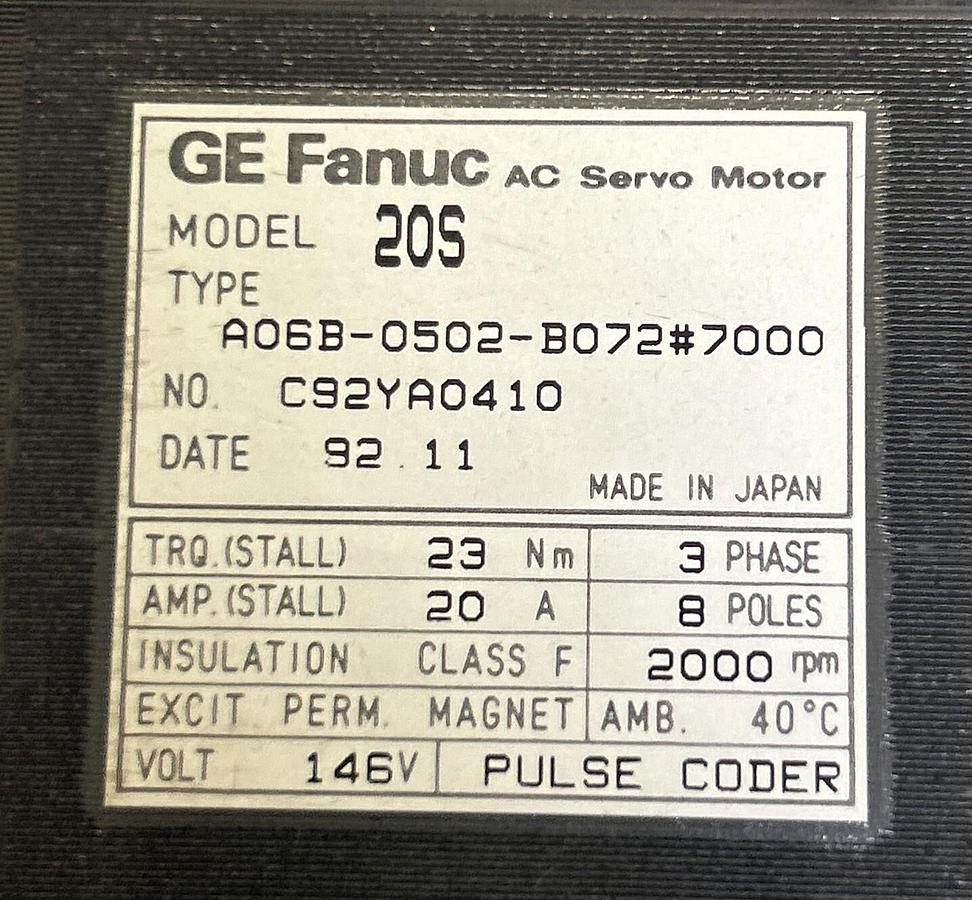 GE Fanuc AC Servo Motor
MODEL 20S
TYPE
A06B-0502-B072#7000
NO. C92YA0410
DATE 92.11
MADE IN JAPAN
TRQ.(STALL) 23 Nm 3 PHASE
AMP.(STALL) 20 A 8 POLES
INSULATION CLASS F 2000 rpm
EXCIT. PERM. MAGNET AMB. 40°C
VOLT 146V PULSE CODER